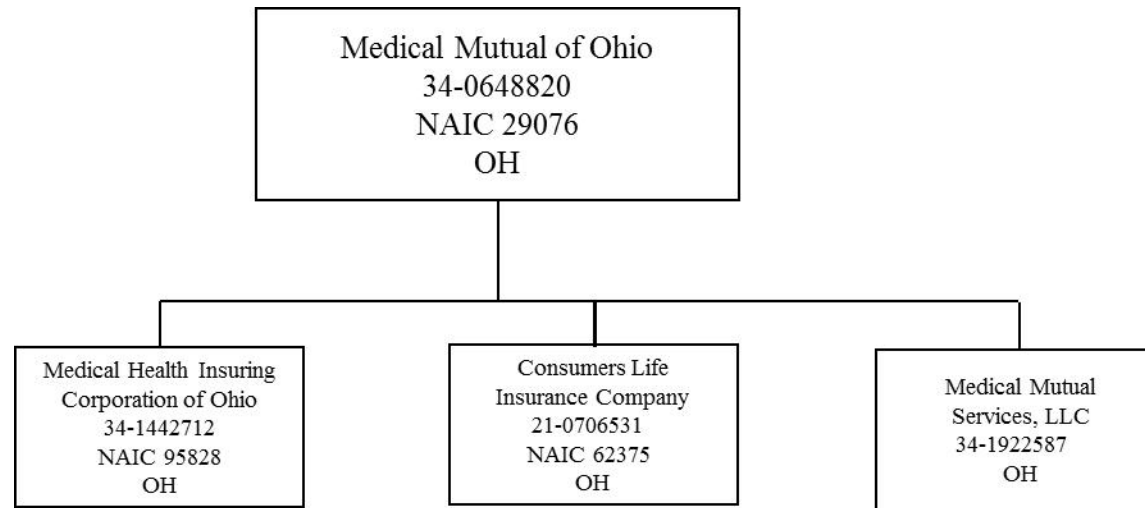 Medical Mutual of Ohio
34-0648820
NAIC 29076
OH
Medical Health Insuring
Corporation of Ohio
34-1442712
NAIC 95828
OH
Consumers Life
Insurance Company
21-0706531
NAIC 62375
OH
Medical Mutual
Services, LLC
34-1922587
OH